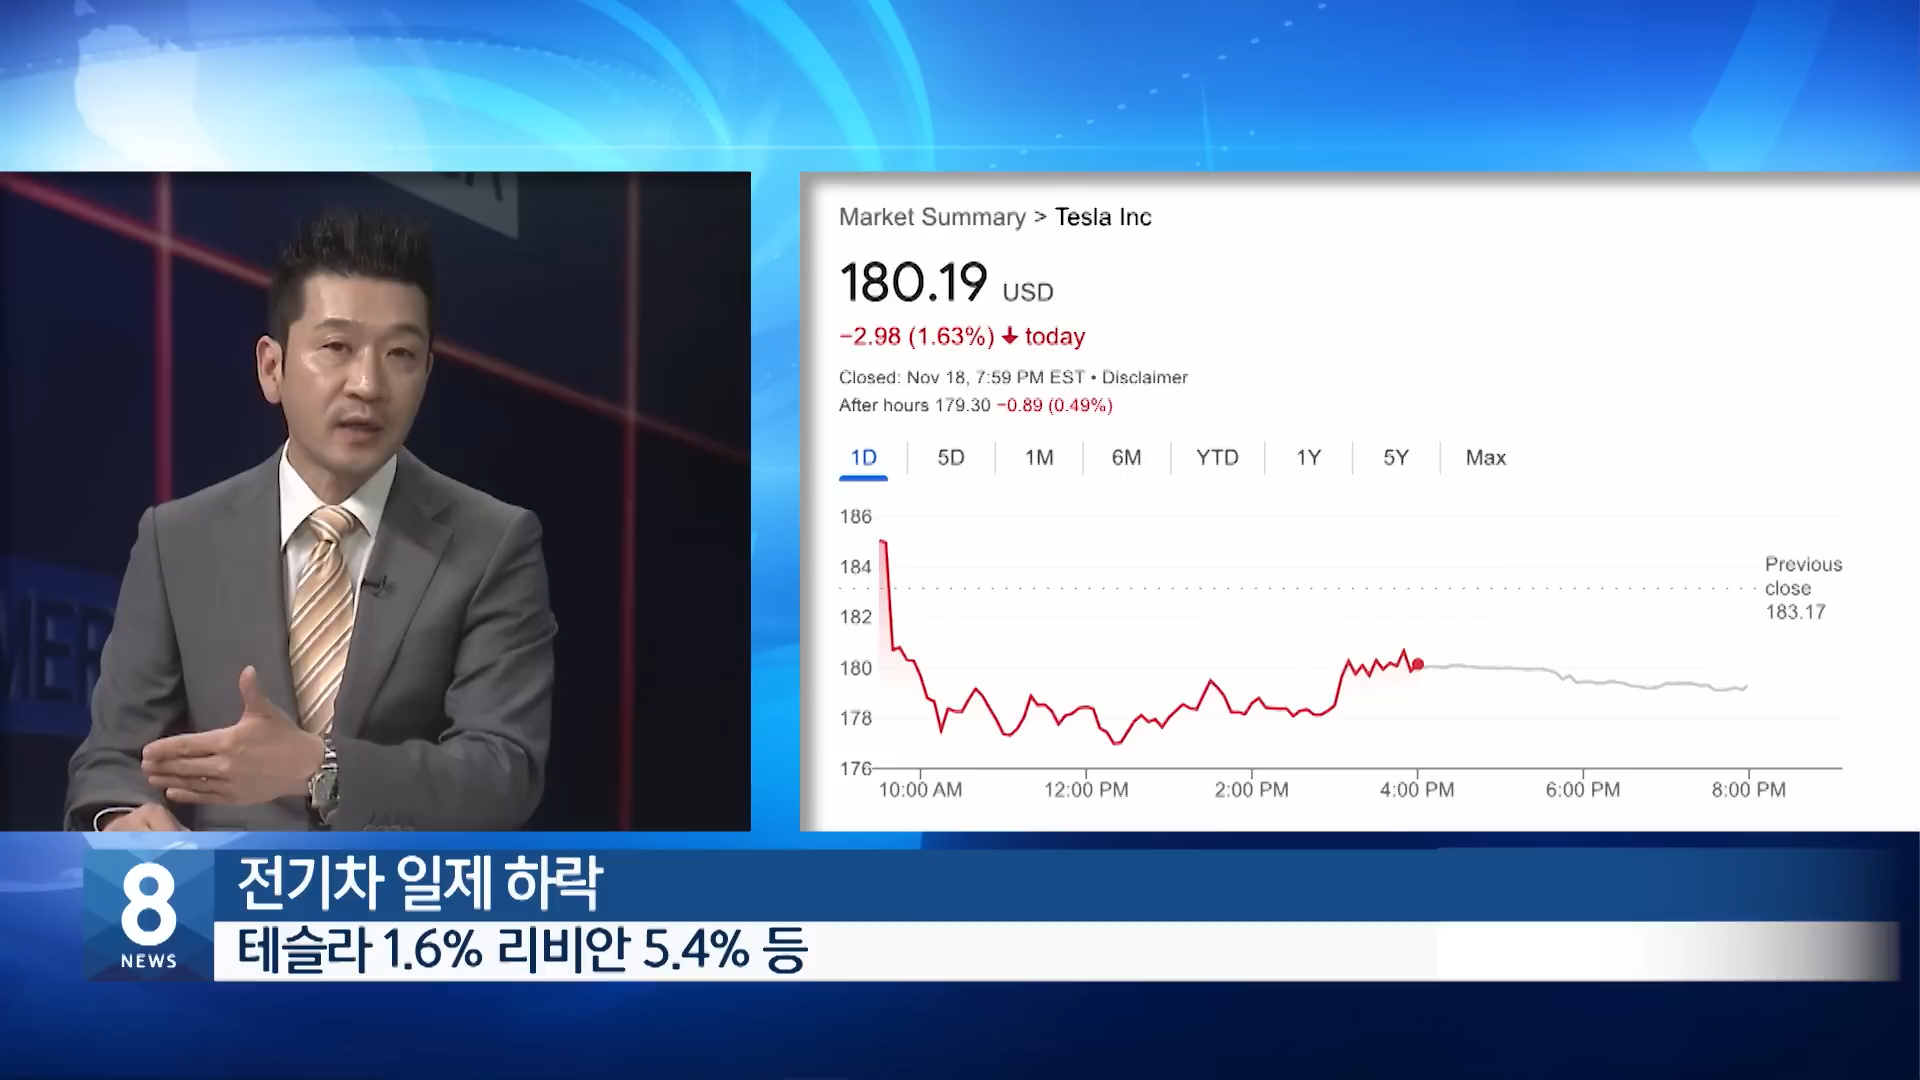 Market Summary > Tesla Inc
180.19 USD
−2.98 (1.63%) ↓ today
Closed: Nov 18, 7:59 PM EST • Disclaimer
After hours 179.30 −0.89 (0.49%)
1D 5D 1M 6M YTD 1Y 5Y Max
186
184
182
180
178
176
Previous
close
183.17
10:00 AM 12:00 PM 2:00 PM 4:00 PM 6:00 PM 8:00 PM
8
NEWS
전기차 일제 하락
테슬라 1.6% 리비안 5.4% 등